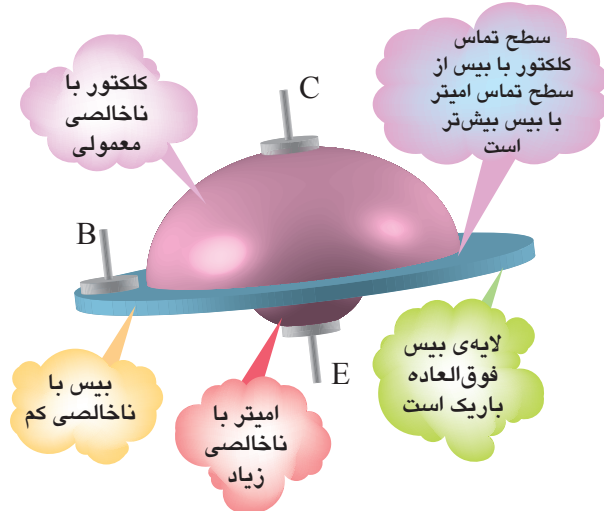 سطح تماس
کلکتور با بیس از
سطح تماس امیتر
با بیس بیش‌تر
است
C
کلکتور با
ناخالصی
معمولی
B
لایه‌ی بیس
فوق‌العاده
باریک است
E
امیتر با
ناخالصی
زیاد
بیس با
ناخالصی کم